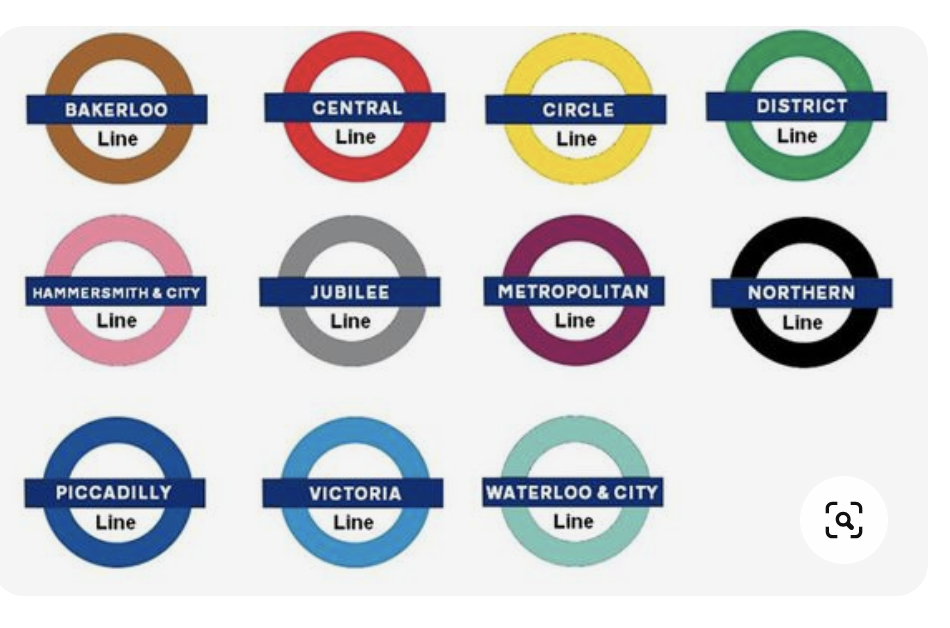 BAKERLOO
Line
CENTRAL
Line
CIRCLE
Line
DISTRICT
Line
HAMMERSMITH & CITY
Line
JUBILEE
Line
METROPOLITAN
Line
NORTHERN
Line
PICCADILLY
Line
VICTORIA
Line
WATERLOO & CITY
Line